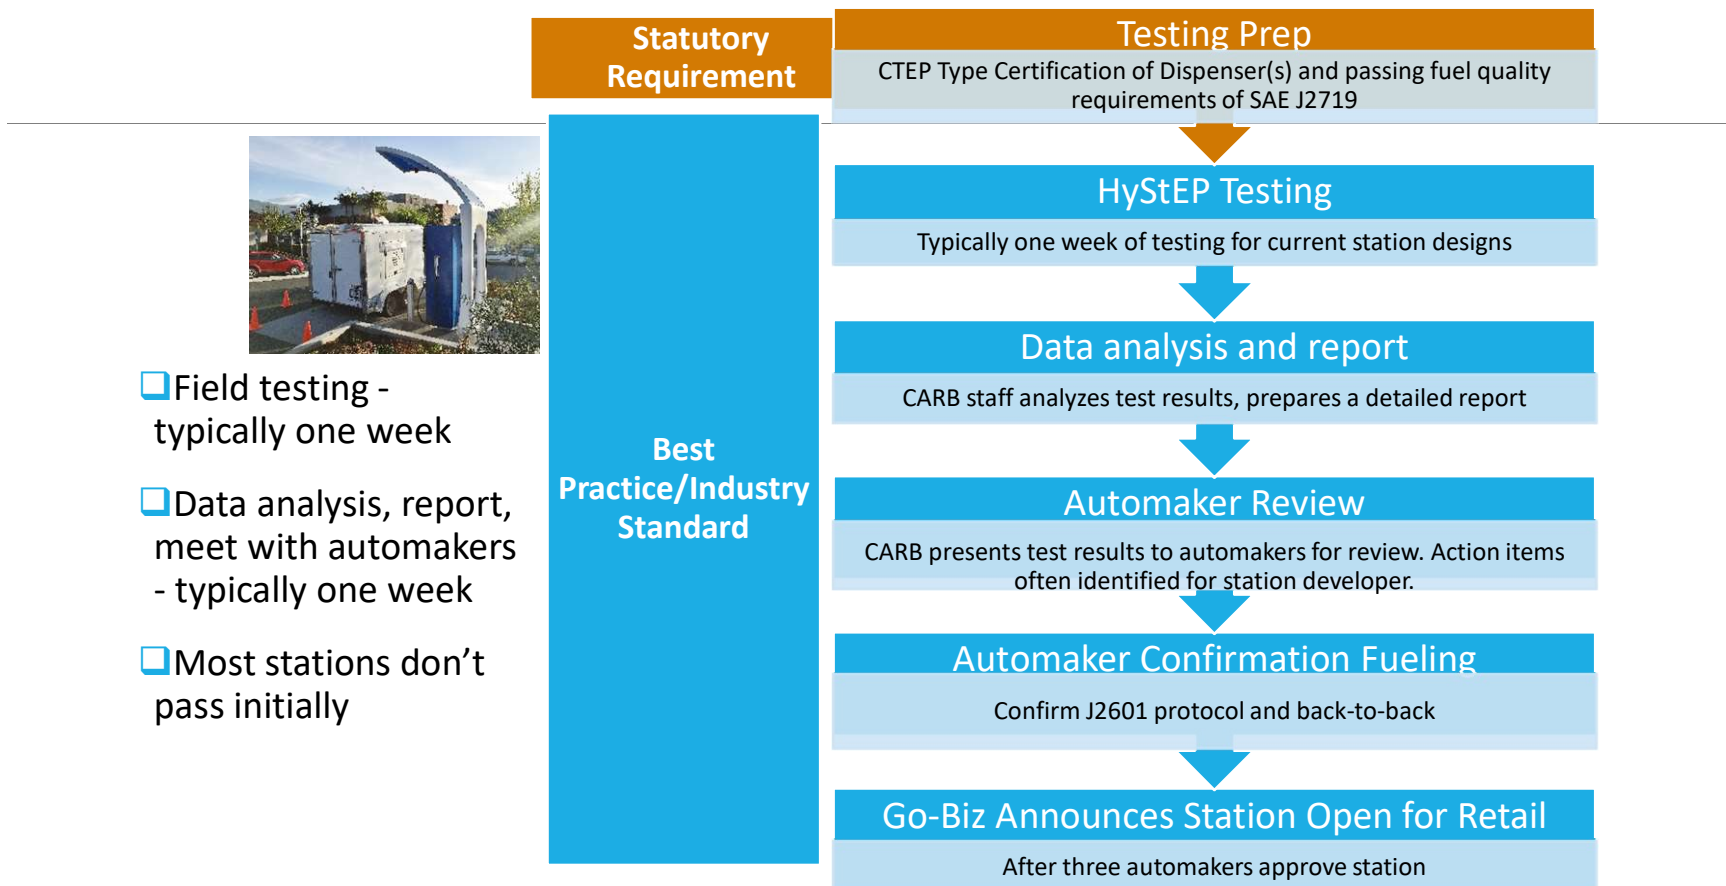 Statutory
Requirement
Testing Prep
CTEP Type Certification of Dispenser(s) and passing fuel quality
requirements of SAE J2719
HyStEP Testing
Typically one week of testing for current station designs
Data analysis and report
CARB staff analyzes test results, prepares a detailed report
Automaker Review
CARB presents test results to automakers for review. Action items
often identified for station developer.
Automaker Confirmation Fueling
Confirm J2601 protocol and back-to-back
Go-Biz Announces Station Open for Retail
After three automakers approve station
Best
Practice/Industry
Standard
Field testing -
typically one week
Data analysis, report,
meet with automakers
- typically one week
Most stations don’t
pass initially